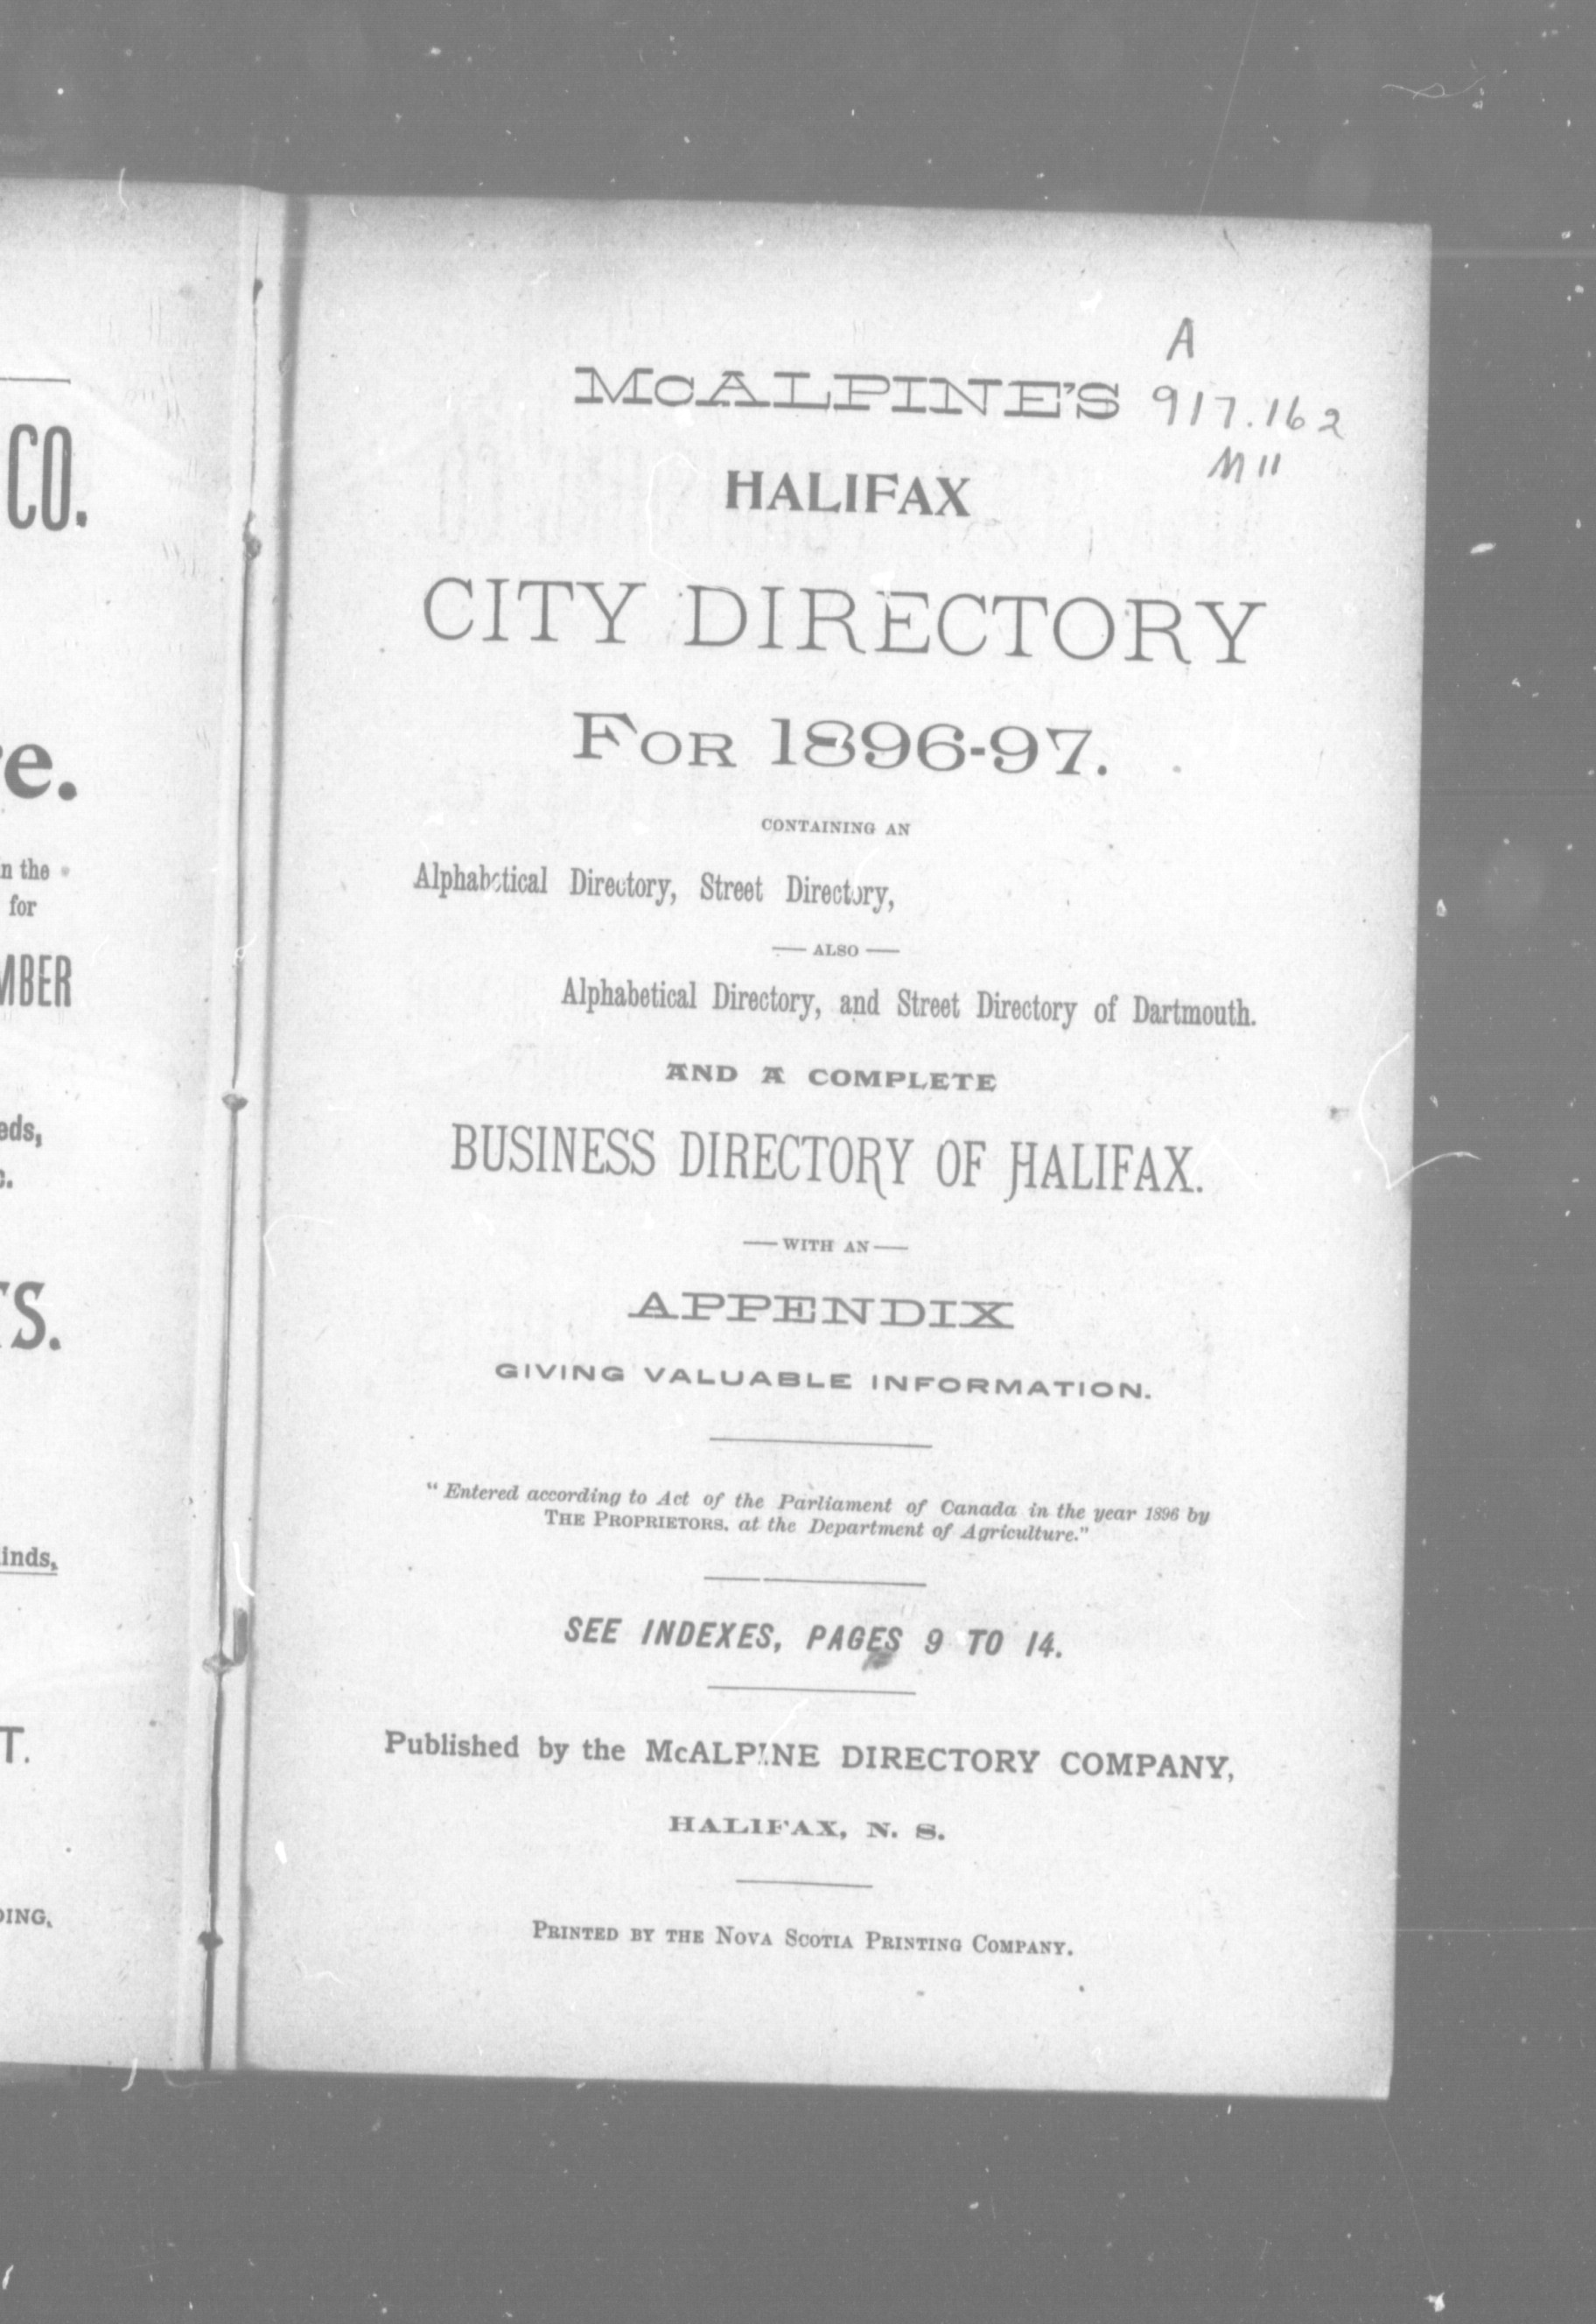 CO.
e.
n the
for
MBER
eds,
c.
TS.
inds,
T.
DING,
A
McALPINE'S 917.162
M11
HALIFAX
CITY DIRECTORY
FOR 1896-97.
CONTAINING AN
Alphabetical Directory, Street Directory,
— ALSO —
Alphabetical Directory, and Street Directory of Dartmouth.
AND A COMPLETE
BUSINESS DIRECTORY OF HALIFAX.
— WITH AN —
APPENDIX
GIVING VALUABLE INFORMATION.
"Entered according to Act of the Parliament of Canada in the year 1896 by
THE PROPRIETORS. at the Department of Agriculture."
SEE INDEXES, PAGES 9 TO 14.
Published by the McALPINE DIRECTORY COMPANY,
HALIFAX, N. S.
PRINTED BY THE NOVA SCOTIA PRINTING COMPANY.